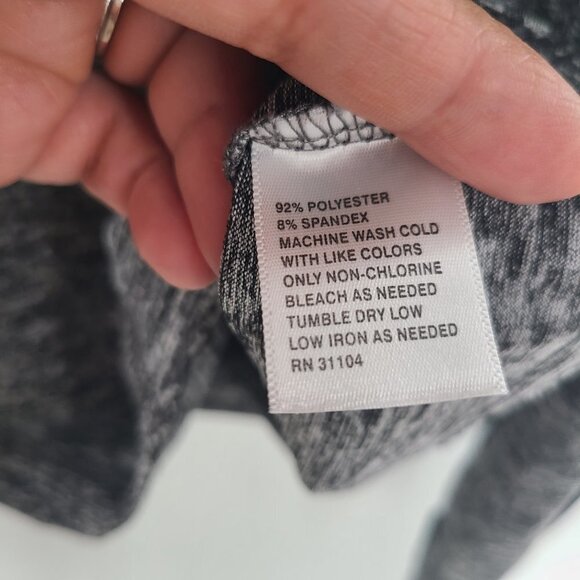 92% POLYESTER
8% SPANDEX
MACHINE WASH COLD
WITH LIKE COLORS
ONLY NON-CHLORINE
BLEACH AS NEEDED
TUMBLE DRY LOW
LOW IRON AS NEEDED
RN 31104